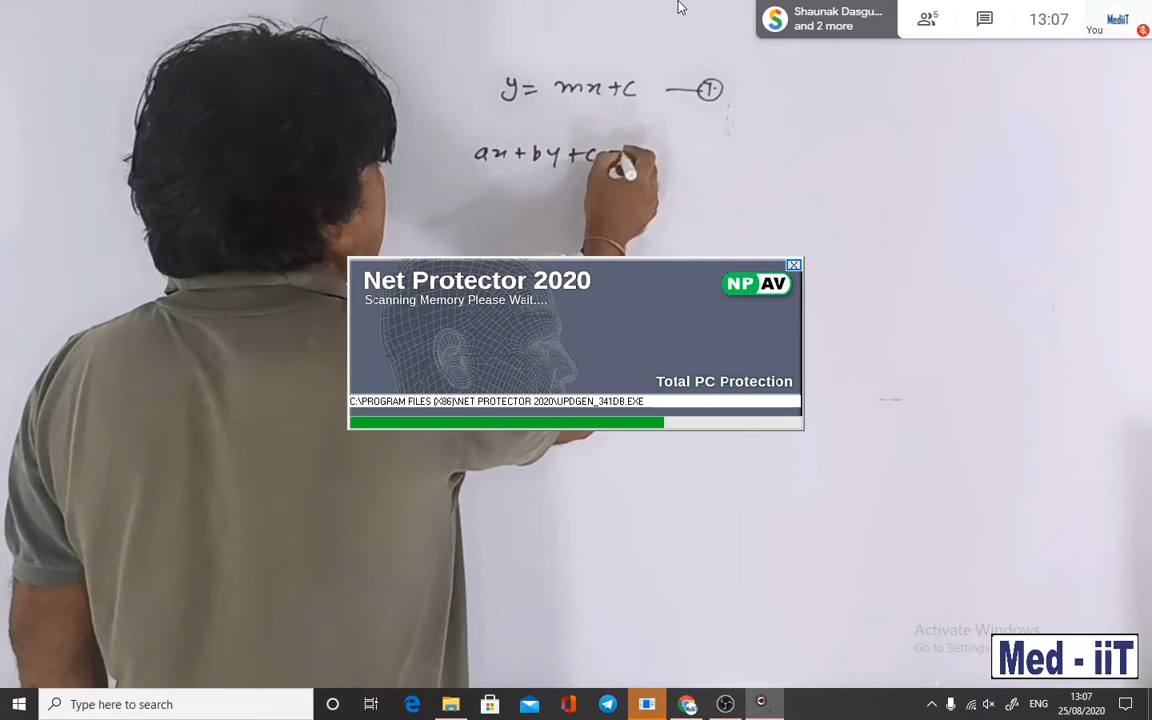 Shaunak Dasgu...
and 2 more
5
13:07
You
MediiT
y = mx + c —①
ax + by + c =
Net Protector 2020
Scanning Memory Please Wait....
NP AV
Total PC Protection
C:\PROGRAM FILES (X86)\NET PROTECTOR 2020\UPDGEN_341DB.EXE
Activate Windows
Go to Settings
Med - iiT
Type here to search
ENG
13:07
25/08/2020